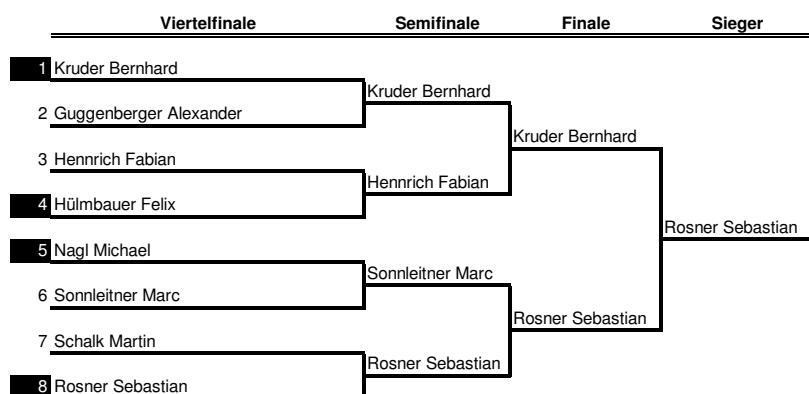 Viertelfinale Semifinale Finale Sieger
1 Kruder Bernhard
Kruder Bernhard
2 Guggenberger Alexander
Kruder Bernhard
3 Hennrich Fabian
Hennrich Fabian
4 Hülmbauer Felix
Rosner Sebastian
5 Nagl Michael
Sonnleitner Marc
6 Sonnleitner Marc
Rosner Sebastian
7 Schalk Martin
Rosner Sebastian
8 Rosner Sebastian